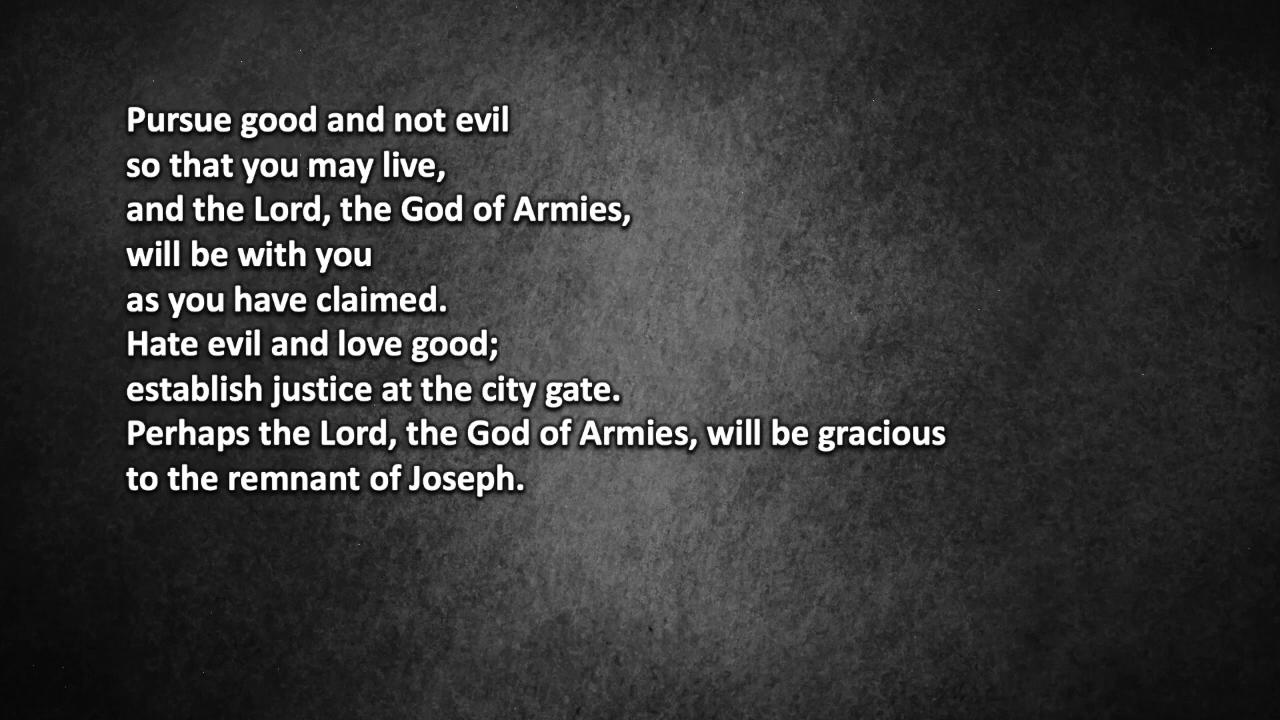 Pursue good and not evil
so that you may live,
and the Lord, the God of Armies,
will be with you
as you have claimed.
Hate evil and love good;
establish justice at the city gate.
Perhaps the Lord, the God of Armies, will be gracious
to the remnant of Joseph.